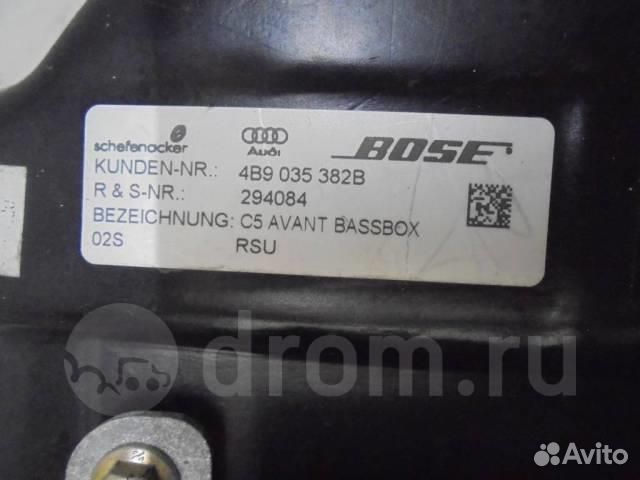 schefenacker
Audi
BOSE
KUNDEN-NR.: 4B9 035 382B
R & S-NR.: 294084
BEZEICHNUNG: C5 AVANT BASSBOX
02S RSU
drom.ru
Avito